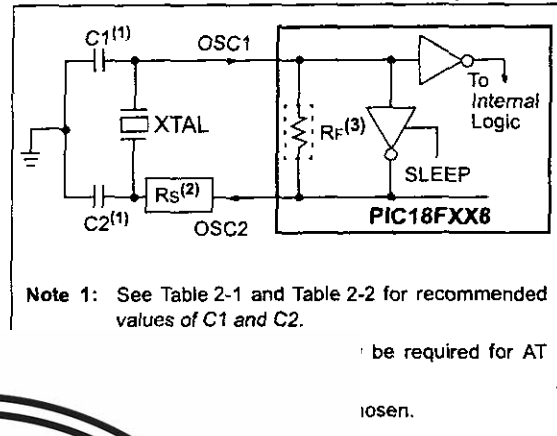 C1(1)
OSC1
To
Internal
Logic
XTAL
RF(3)
SLEEP
C2(1)
RS(2)
OSC2
PIC18FXX8
Note 1: See Table 2-1 and Table 2-2 for recommended
values of C1 and C2.
be required for AT